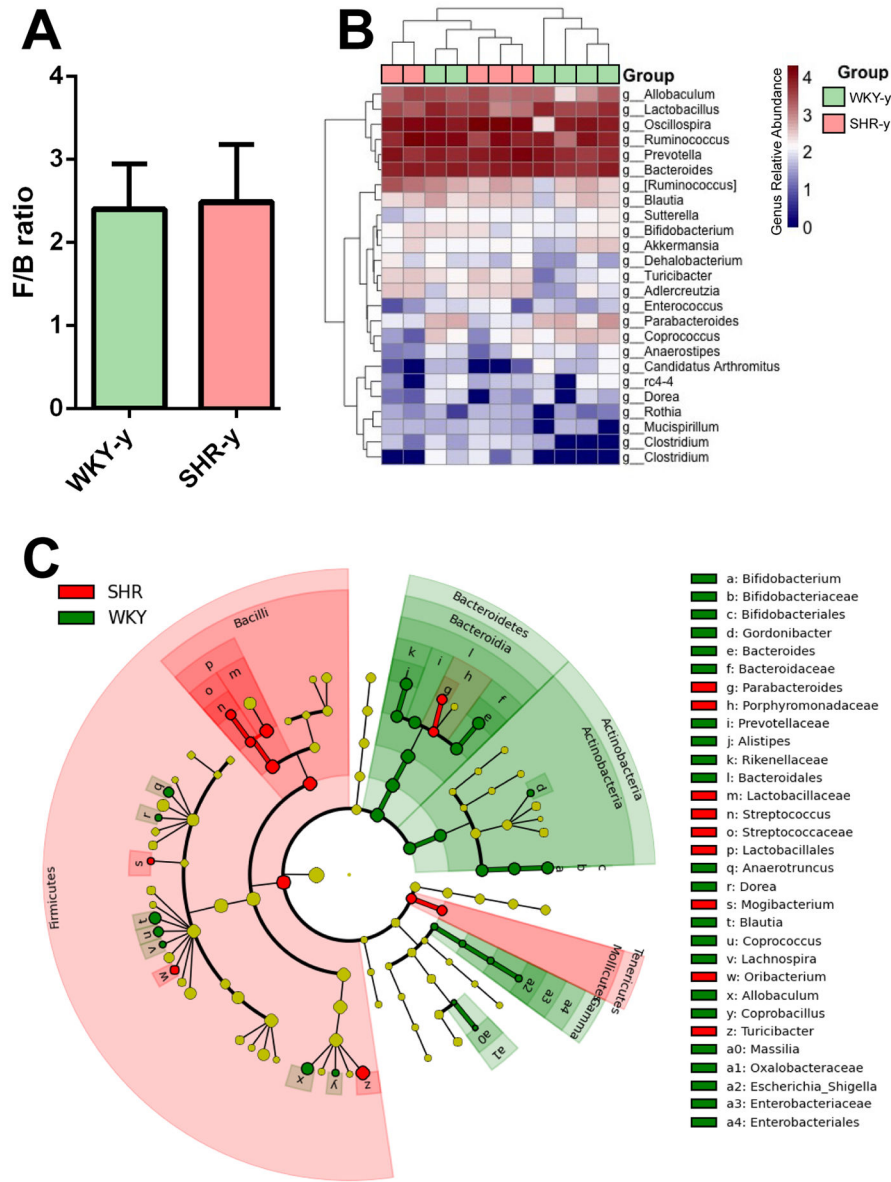 A
F/B ratio
4
3
2
1
0
WKY-y
SHR-y
B
Group
g__Allobaculum
g__Lactobacillus
g__Oscillospira
g__Ruminococcus
g__Prevotella
g__Bacteroides
g__[Ruminococcus]
g__Blautia
g__Sutterella
g__Bifidobacterium
g__Akkermansia
g__Dehalobacterium
g__Turicibacter
g__Adlercreutzia
g__Enterococcus
g__Parabacteroides
g__Coprococcus
g__Anaerostipes
g__Candidatus Arthromitus
g__rc4-4
g__Dorea
g__Rothia
g__Mucispirillum
g__Clostridium
g__Clostridium
Genus Relative Abundance
4
3
2
1
0
Group
WKY-y
SHR-y
C
SHR
WKY
Firmicutes
Bacilli
p
m
o
n
q
r
s
t
u
v
w
x
y
z
Bacteroidetes
Bacteroidia
l
k
i
h
j
g
f
e
Actinobacteria
Actinobacteria
d
a
b
c
Tenericutes
Mollicutes
Gamma
a2
a3
a4
a0
a1
a: Bifidobacterium
b: Bifidobacteriaceae
c: Bifidobacteriales
d: Gordonibacter
e: Bacteroides
f: Bacteroidaceae
g: Parabacteroides
h: Porphyromonadaceae
i: Prevotellaceae
j: Alistipes
k: Rikenellaceae
l: Bacteroidales
m: Lactobacillaceae
n: Streptococcus
o: Streptococcaceae
p: Lactobacillales
q: Anaerotruncus
r: Dorea
s: Mogibacterium
t: Blautia
u: Coprococcus
v: Lachnospira
w: Oribacterium
x: Allobaculum
y: Coprobacillus
z: Turicibacter
a0: Massilia
a1: Oxalobacteraceae
a2: Escherichia_Shigella
a3: Enterobacteriaceae
a4: Enterobacteriales